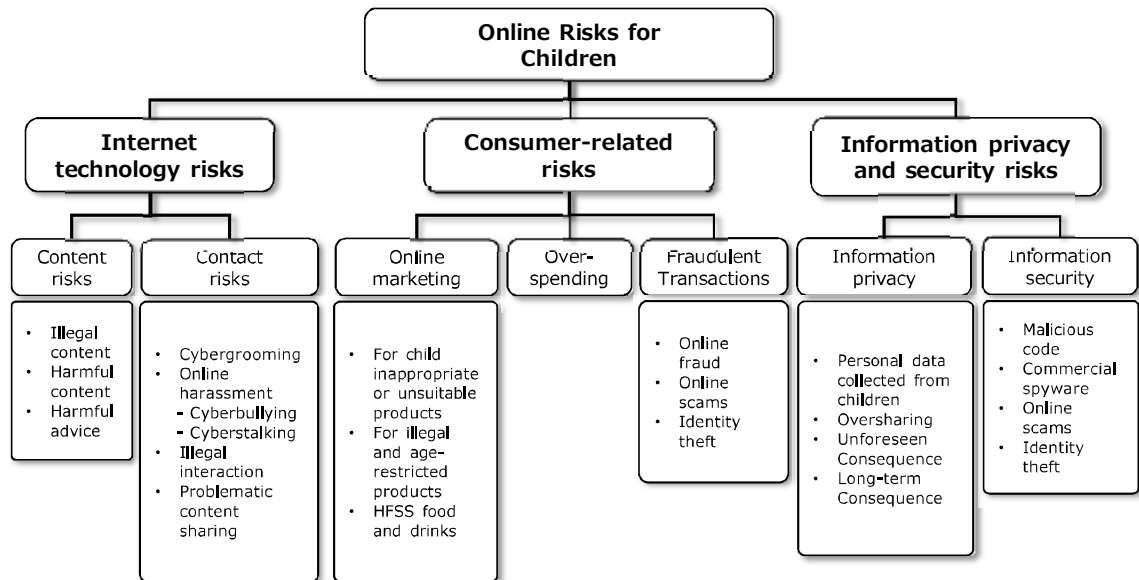 Online Risks for
Children
Internet
technology risks
Consumer-related
risks
Information privacy
and security risks
Content
risks
Contact
risks
Online
marketing
Over-
spending
Fraudulent
Transactions
Information
privacy
Information
security
• Illegal
content
• Harmful
content
• Harmful
advice
• Cybergrooming
• Online
harassment
- Cyberbullying
- Cyberstalking
• Illegal
interaction
• Problematic
content
sharing
• For child
inappropriate
or unsuitable
products
• For illegal
and age-
restricted
products
• HFSS food
and drinks
• Online
fraud
• Online
scams
• Identity
theft
• Personal data
collected from
children
• Oversharing
• Unforeseen
Consequence
• Long-term
Consequence
• Malicious
code
• Commercial
spyware
• Online
scams
• Identity
theft